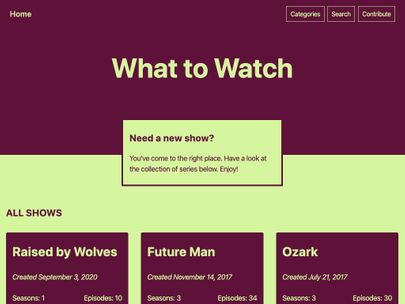 Home
Categories
Search
Contribute
What to Watch
Need a new show?
You've come to the right place. Have a look at
the collection of series below. Enjoy!
ALL SHOWS
Raised by Wolves
Created September 3, 2020
Seasons: 1
Episodes: 10
Future Man
Created November 14, 2017
Seasons: 3
Episodes: 34
Ozark
Created July 21, 2017
Seasons: 3
Episodes: 30